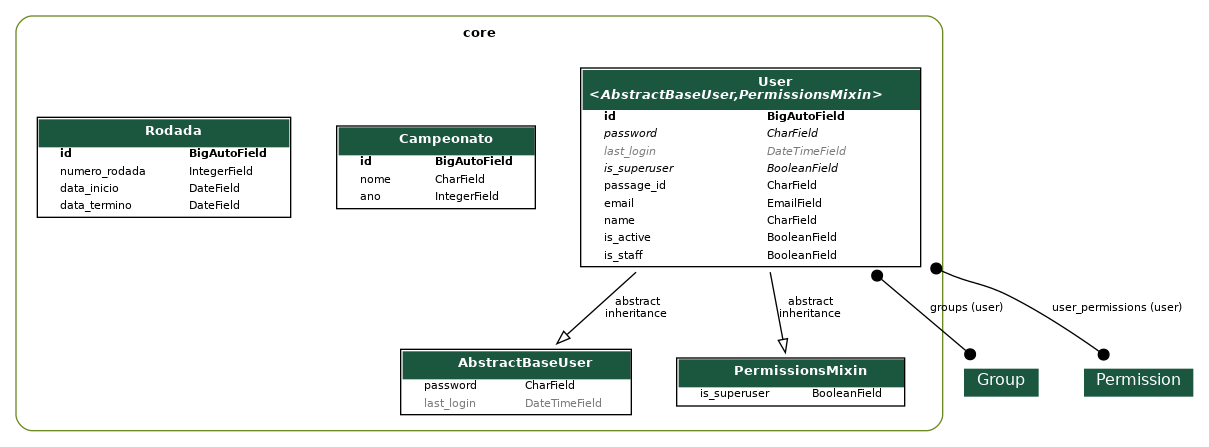 core
Rodada
id BigAutoField
numero_rodada IntegerField
data_inicio DateField
data_termino DateField
Campeonato
id BigAutoField
nome CharField
ano IntegerField
User
<AbstractBaseUser,PermissionsMixin>
id BigAutoField
password CharField
last_login DateTimeField
is_superuser BooleanField
passage_id CharField
email EmailField
name CharField
is_active BooleanField
is_staff BooleanField
abstract
inheritance
abstract
inheritance
groups (user)
user_permissions (user)
AbstractBaseUser
password CharField
last_login DateTimeField
PermissionsMixin
is_superuser BooleanField
Group
Permission